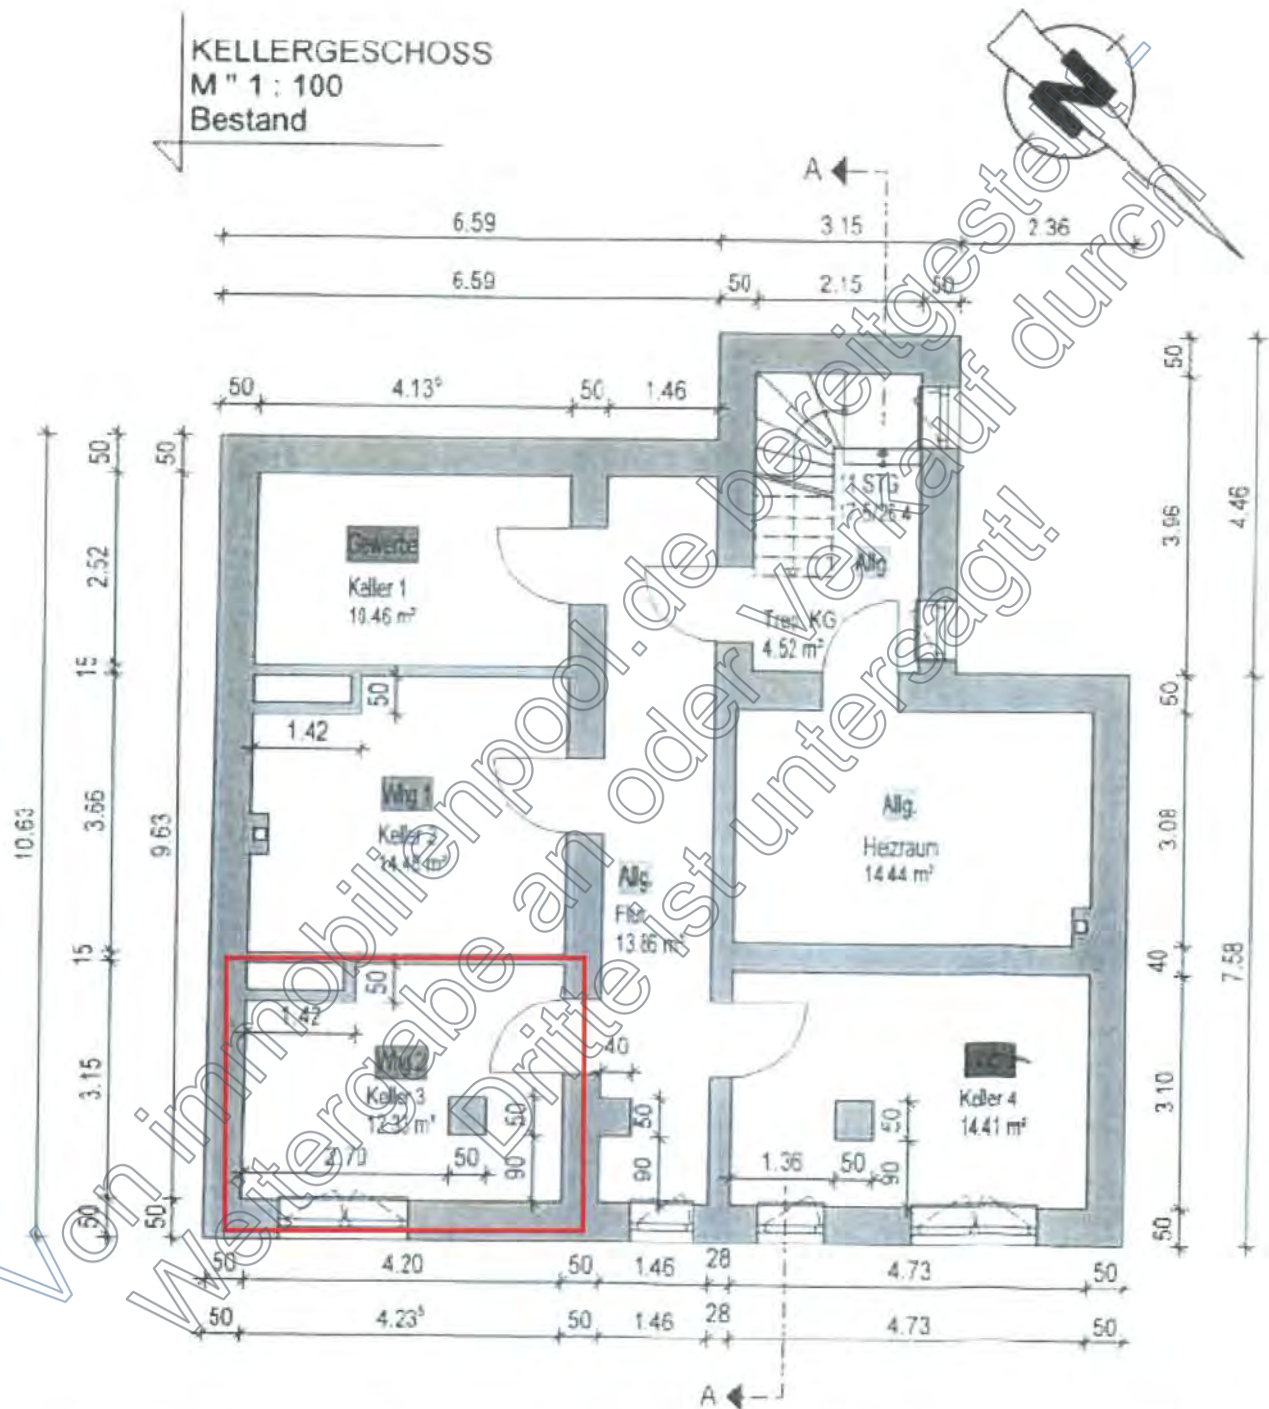 KELLERGESCHOSS
M " 1 : 100
Bestand
N
A
6.59
3.15
2.36
6.59
50
2.15
50
50
4.13⁵
50
1.46
50
3.96
4.46
50
2.52
15
3.66
15
3.15
50
10.63
50
9.63
50
Gewerbe
Keller 1
10.46 m²
11 STG
Allg.
KG
4.52 m²
50
1.42
Whg 1
Keller 2
Allg.
Flur
13.86 m²
Allg.
Heizraum
14.44 m²
60
3.08
40
3.10
50
7.58
50
1.42
Whg 2
Keller 3
2.70
50
50
90
40
50
90
Keller 4
14.41 m²
1.36
50
50
90
50
4.20
50
1.46
28
4.73
50
50
4.23⁵
50
1.46
28
4.73
50
A
Von immobilienpool.de bereitgestellt -
Weitergabe an oder Verkauf durch
Dritte ist untersagt!